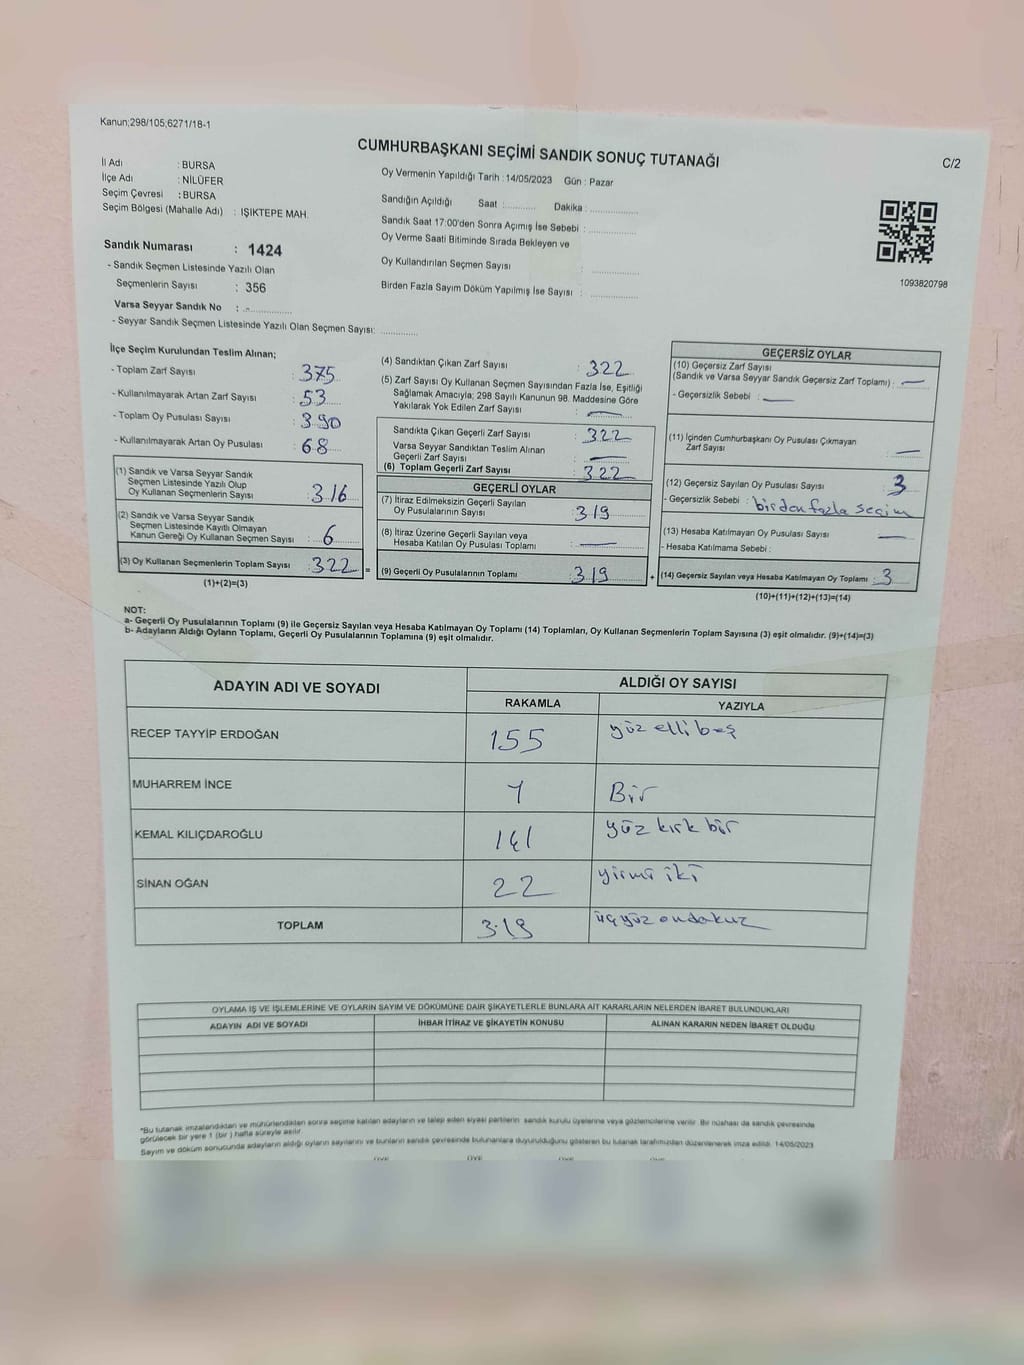 Kanun;298/105;6271/18-1
CUMHURBAŞKANI SEÇİMİ SANDIK SONUÇ TUTANAĞI
C/2
İl Adı : BURSA
İlçe Adı : NİLÜFER
Seçim Çevresi : BURSA
Seçim Bölgesi (Mahalle Adı) : IŞIKTEPE MAH.
Sandık Numarası : 1424
- Sandık Seçmen Listesinde Yazılı Olan
Seçmenlerin Sayısı : 356
Varsa Seyyar Sandık No : .-..............
- Seyyar Sandık Seçmen Listesinde Yazılı Olan Seçmen Sayısı: ............
Oy Vermenin Yapıldığı Tarih : 14/05/2023 Gün : Pazar
Sandığın Açıldığı Saat :........... Dakika :...............
Sandık Saat 17:00'den Sonra Açımış İse Sebebi :...............
Oy Verme Saati Bitiminde Sırada Bekleyen ve
Oy Kullandırılan Seçmen Sayısı : ...............
Birden Fazla Sayım Döküm Yapılmış İse Sayısı : ...............
1093820798
İlçe Seçim Kurulundan Teslim Alınan;
- Toplam Zarf Sayısı : 375
- Kullanılmayarak Artan Zarf Sayısı : 53
- Toplam Oy Pusulası Sayısı : 390
- Kullanılmayarak Artan Oy Pusulası : 68
(1) Sandık ve Varsa Seyyar Sandık
Seçmen Listesinde Yazılı Olup
Oy Kullanan Seçmenlerin Sayısı : 316
(2) Sandık ve Varsa Seyyar Sandık
Seçmen Listesinde Kayıtlı Olmayan
Kanun Gereği Oy Kullanan Seçmen Sayısı : 6
(3) Oy Kullanan Seçmenlerin Toplam Sayısı : 322 =
(1)+(2)=(3)
(4) Sandıktan Çıkan Zarf Sayısı : 322
(5) Zarf Sayısı Oy Kullanan Seçmen Sayısından Fazla İse, Eşitliği
Sağlamak Amacıyla; 298 Sayılı Kanunun 98. Maddesine Göre
Yakılarak Yok Edilen Zarf Sayısı : —
Sandıkta Çıkan Geçerli Zarf Sayısı : 322
Varsa Seyyar Sandıktan Teslim Alınan
Geçerli Zarf Sayısı : —
(6) Toplam Geçerli Zarf Sayısı : 322
GEÇERLİ OYLAR
(7) İtiraz Edilmeksizin Geçerli Sayılan
Oy Pusulalarının Sayısı : 319
(8) İtiraz Üzerine Geçerli Sayılan veya
Hesaba Katılan Oy Pusulası Toplamı : —
(9) Geçerli Oy Pusulalarının Toplamı : 319 +
GEÇERSİZ OYLAR
(10) Geçersiz Zarf Sayısı
(Sandık ve Varsa Seyyar Sandık Geçersiz Zarf Toplamı) : —
- Geçersizlik Sebebi : —
(11) İçinden Cumhurbaşkanı Oy Pusulası Çıkmayan
Zarf Sayısı : —
(12) Geçersiz Sayılan Oy Pusulası Sayısı : 3
- Geçersizlik Sebebi : birden fazla seçim
(13) Hesaba Katılmayan Oy Pusulası Sayısı : —
- Hesaba Katılmama Sebebi :
(14) Geçersiz Sayılan veya Hesaba Katılmayan Oy Toplamı : 3
(10)+(11)+(12)+(13)=(14)
NOT:
a- Geçerli Oy Pusulalarının Toplamı (9) ile Geçersiz Sayılan veya Hesaba Katılmayan Oy Toplamı (14) Toplamları, Oy Kullanan Seçmenlerin Toplam Sayısına (3) eşit olmalıdır. (9)+(14)=(3)
b- Adayların Aldığı Oyların Toplamı, Geçerli Oy Pusulalarının Toplamına (9) eşit olmalıdır.
ADAYIN ADI VE SOYADI ALDIĞI OY SAYISI
RAKAMLA YAZIYLA
RECEP TAYYİP ERDOĞAN 155 yüz elli beş
MUHARREM İNCE 1 Bir
KEMAL KILIÇDAROĞLU 141 yüz kırk bir
SİNAN OĞAN 22 yirmi iki
TOPLAM 319 üçyüz ondokuz
OYLAMA İŞ VE İŞLEMLERİNE VE OYLARIN SAYIM VE DÖKÜMÜNE DAİR ŞİKAYETLERLE BUNLARA AİT KARARLARIN NELERDEN İBARET BULUNDUKLARI
ADAYIN ADI VE SOYADI İHBAR İTİRAZ VE ŞİKAYETİN KONUSU ALINAN KARARIN NEDEN İBARET OLDUĞU
*Bu tutanak imzalandıktan ve mühürlendikten sonra seçime katılan adayların ve talep eden siyasi partilerin sandık kurulu üyelerine veya gözlemcilerine verilir. Bir nüshası da sandık çevresinde
görülecek bir yere 1 (bir) hafta süreyle asılır.
Sayım ve döküm sonucunda adayların aldığı oyların sayılarını ve bunların sandık çevresinde bulunanlara duyurulduğunu gösteren bu tutanak tarafımızdan düzenlenerek imza edildi. 14/05/2023
ÜYE ÜYE ÜYE ÜYE